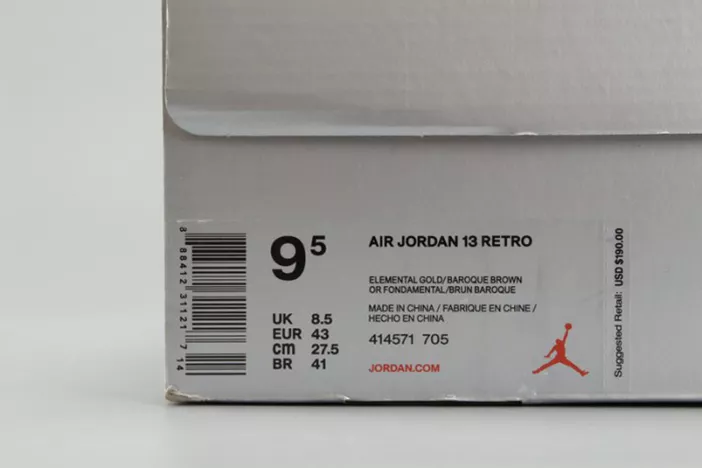 8 88412 31121 7 14
9⁵
UK 8.5
EUR 43
cm 27.5
BR 41
AIR JORDAN 13 RETRO
ELEMENTAL GOLD/BAROQUE BROWN
OR FONDAMENTAL/BRUN BAROQUE
MADE IN CHINA / FABRIQUE EN CHINE /
HECHO EN CHINA
414571 705
JORDAN.COM
Suggested Retail: USD $190.00